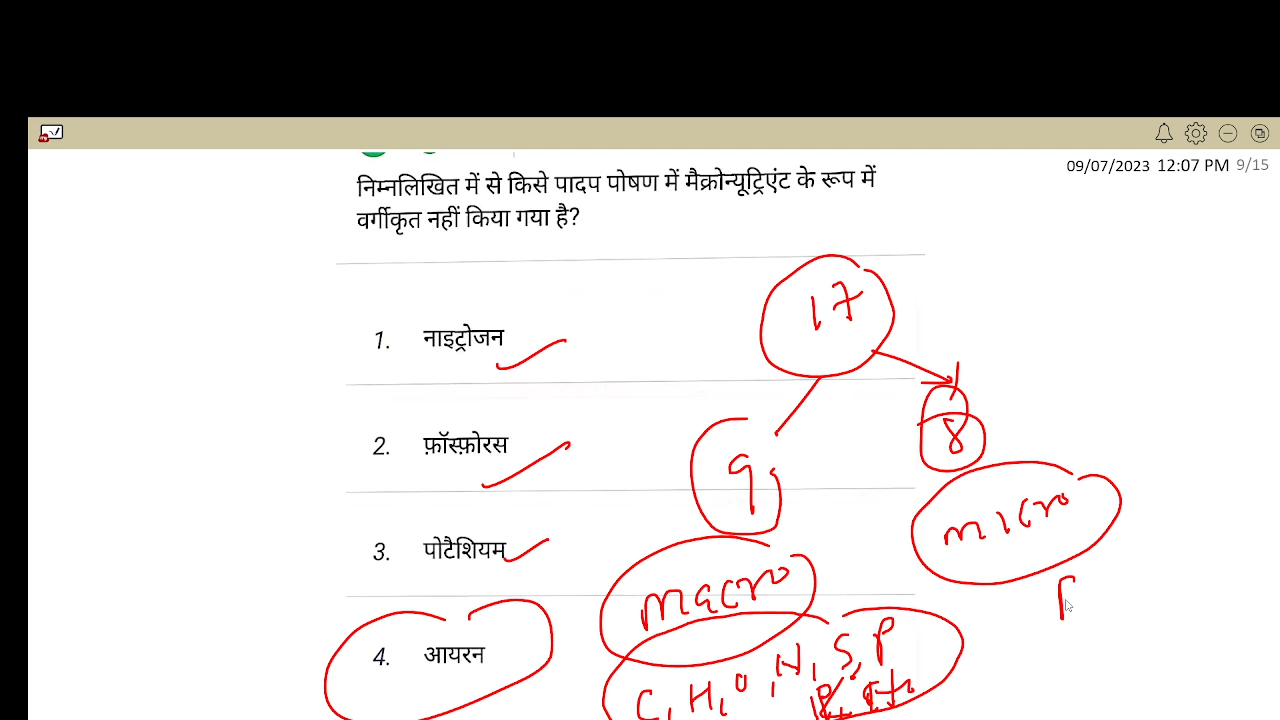 09/07/2023 12:07 PM 9/15
निम्नलिखित में से किसे पादप पोषण में मैक्रोन्यूट्रिएंट के रूप में
वर्गीकृत नहीं किया गया है?
17
1. नाइट्रोजन
8
2. फ़ॉस्फ़ोरस
9
micro
3. पोटैशियम
macro
4. आयरन
C, H, O, N, S, P